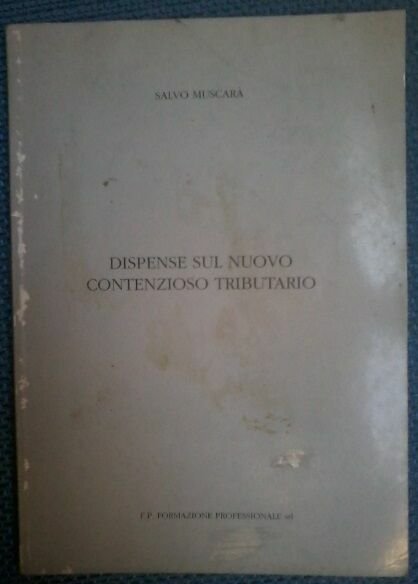 SALVO MUSCARÀ
DISPENSE SUL NUOVO
CONTENZIOSO TRIBUTARIO
F.P. FORMAZIONE PROFESSIONALE srl